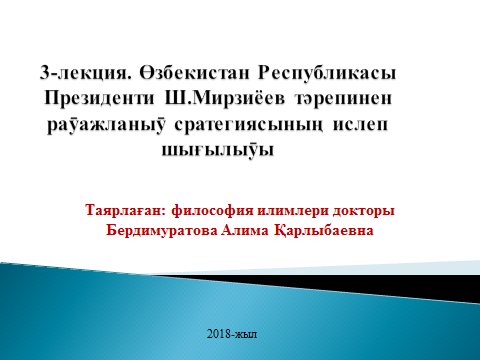 3-лекция. Өзбекистан Республикасы
Президенти Ш.Мирзиёев тәрепинен
раўажланыў сратегиясының ислеп
шығылыўы
Таярлаған: философия илимлери докторы
Бердимуратова Алима Қарлыбаевна
2018-жыл